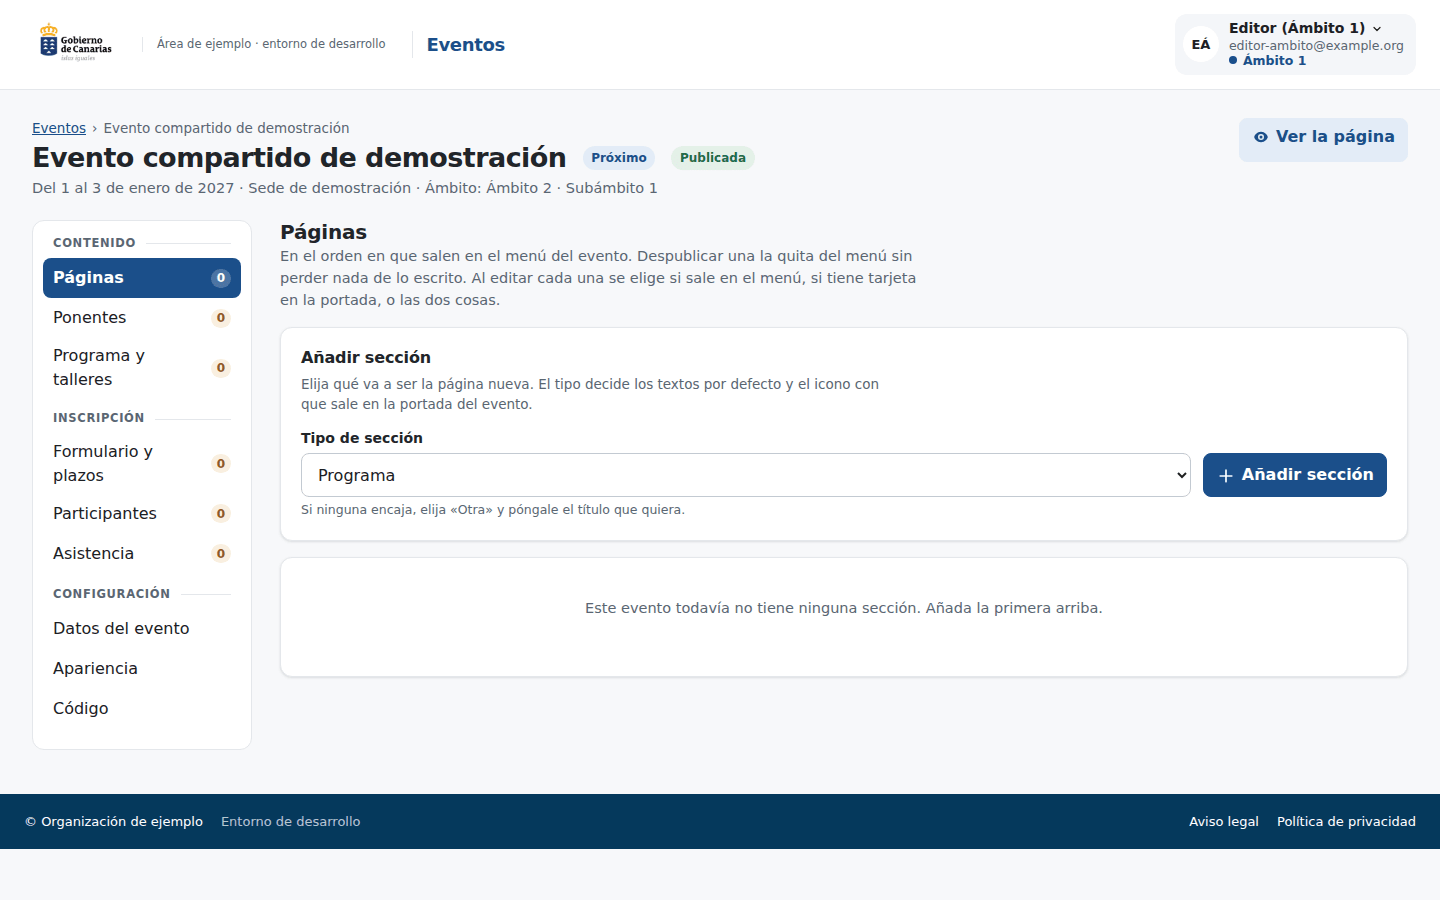 Gobierno
de Canarias
islas iguales
Área de ejemplo · entorno de desarrollo
Eventos
EÁ
Editor (Ámbito 1)
editor-ambito@example.org
Ámbito 1
Eventos › Evento compartido de demostración
Ver la página
Evento compartido de demostración
Próximo
Publicada
Del 1 al 3 de enero de 2027 · Sede de demostración · Ámbito: Ámbito 2 · Subámbito 1
CONTENIDO
Páginas 0
Ponentes 0
Programa y
talleres 0
INSCRIPCIÓN
Formulario y
plazos 0
Participantes 0
Asistencia 0
CONFIGURACIÓN
Datos del evento
Apariencia
Código
Páginas
En el orden en que salen en el menú del evento. Despublicar una la quita del menú sin
perder nada de lo escrito. Al editar cada una se elige si sale en el menú, si tiene tarjeta
en la portada, o las dos cosas.
Añadir sección
Elija qué va a ser la página nueva. El tipo decide los textos por defecto y el icono con
que sale en la portada del evento.
Tipo de sección
Programa
+ Añadir sección
Si ninguna encaja, elija «Otra» y póngale el título que quiera.
Este evento todavía no tiene ninguna sección. Añada la primera arriba.
© Organización de ejemplo
Entorno de desarrollo
Aviso legal
Política de privacidad